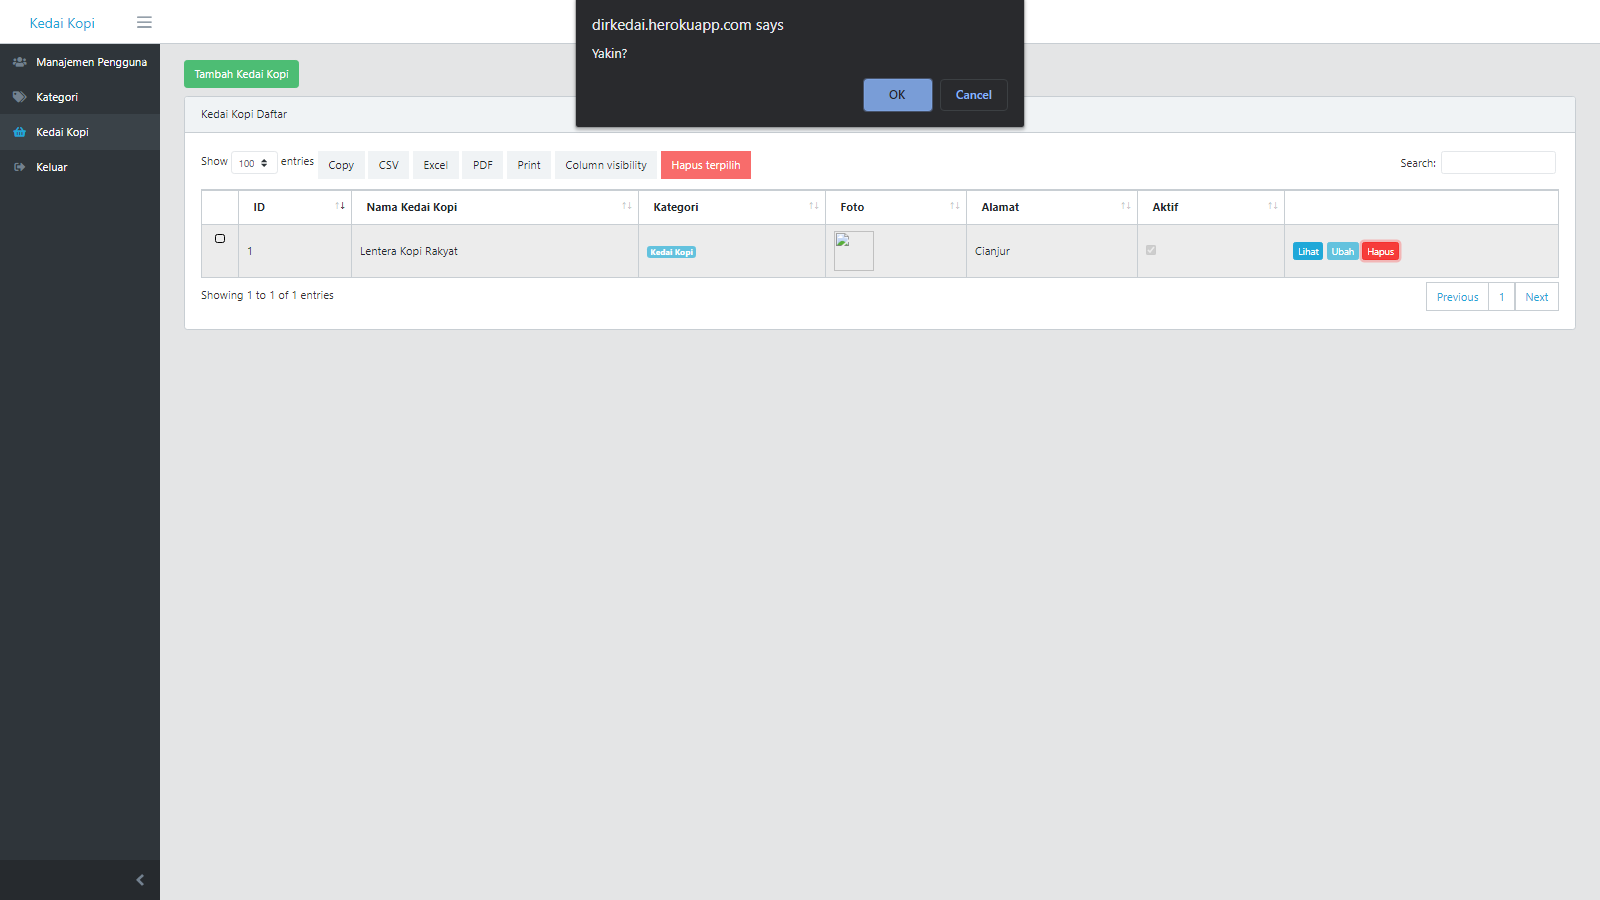 Kedai Kopi
dirkedai.herokuapp.com says
Yakin?
OK Cancel
Manajemen Pengguna
Kategori
Kedai Kopi
Keluar
Tambah Kedai Kopi
Kedai Kopi Daftar
Show 100 entries Copy CSV Excel PDF Print Column visibility Hapus terpilih Search:
ID Nama Kedai Kopi Kategori Foto Alamat Aktif
1 Lentera Kopi Rakyat Kedai Kopi Cianjur Lihat Ubah Hapus
Showing 1 to 1 of 1 entries Previous 1 Next